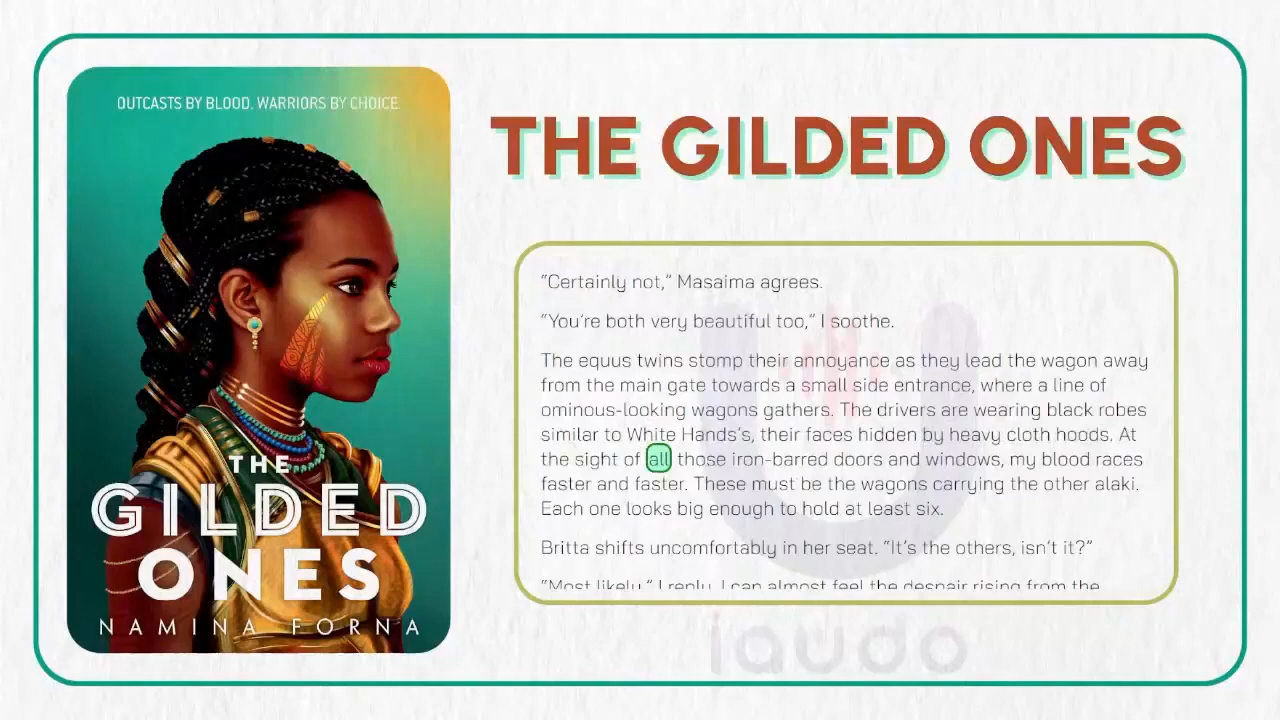 OUTCASTS BY BLOOD. WARRIORS BY CHOICE.
THE
GILDED
ONES
NAMINA FORNA
THE GILDED ONES
“Certainly not,” Masaima agrees.
“You’re both very beautiful too,” I soothe.
The equus twins stomp their annoyance as they lead the wagon away
from the main gate towards a small side entrance, where a line of
ominous-looking wagons gathers. The drivers are wearing black robes
similar to White Hands’s, their faces hidden by heavy cloth hoods. At
the sight of all those iron-barred doors and windows, my blood races
faster and faster. These must be the wagons carrying the other alaki.
Each one looks big enough to hold at least six.
Britta shifts uncomfortably in her seat. “It’s the others, isn’t it?”
“Most likely,” I reply. I can almost feel the despair rising from the
iaudo